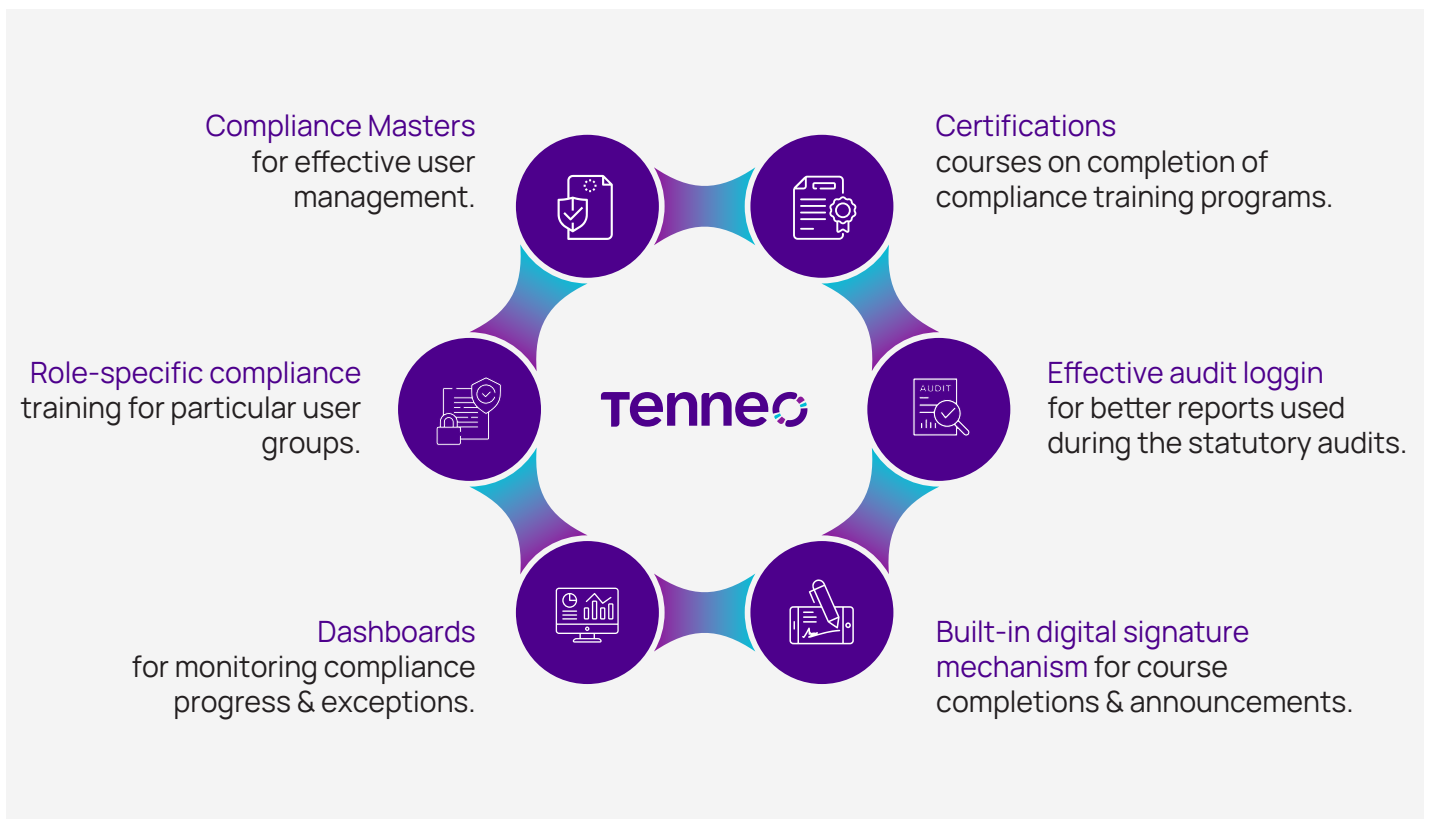 Compliance Masters
for effective user
management.
Certifications
courses on completion of
compliance training programs.
Role-specific compliance
training for particular user
groups.
Tenneo
AUDIT
Effective audit loggin
for better reports used
during the statutory audits.
Dashboards
for monitoring compliance
progress & exceptions.
Built-in digital signature
mechanism for course
completions & announcements.